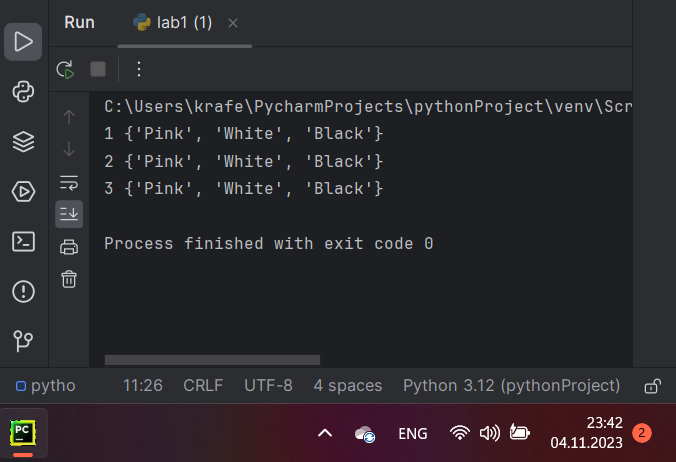 Run
lab1 (1)
C:\Users\krafe\PycharmProjects\pythonProject\venv\Scr
1 {'Pink', 'White', 'Black'}
2 {'Pink', 'White', 'Black'}
3 {'Pink', 'White', 'Black'}
Process finished with exit code 0
pytho 11:26 CRLF UTF-8 4 spaces Python 3.12 (pythonProject)
PC ENG 23:42 2
04.11.2023